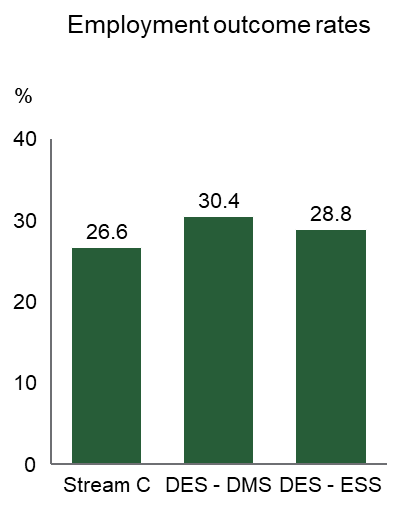 Employment outcome rates
%
40
30
20
10
0
26.6
30.4
28.8
Stream C
DES - DMS
DES - ESS